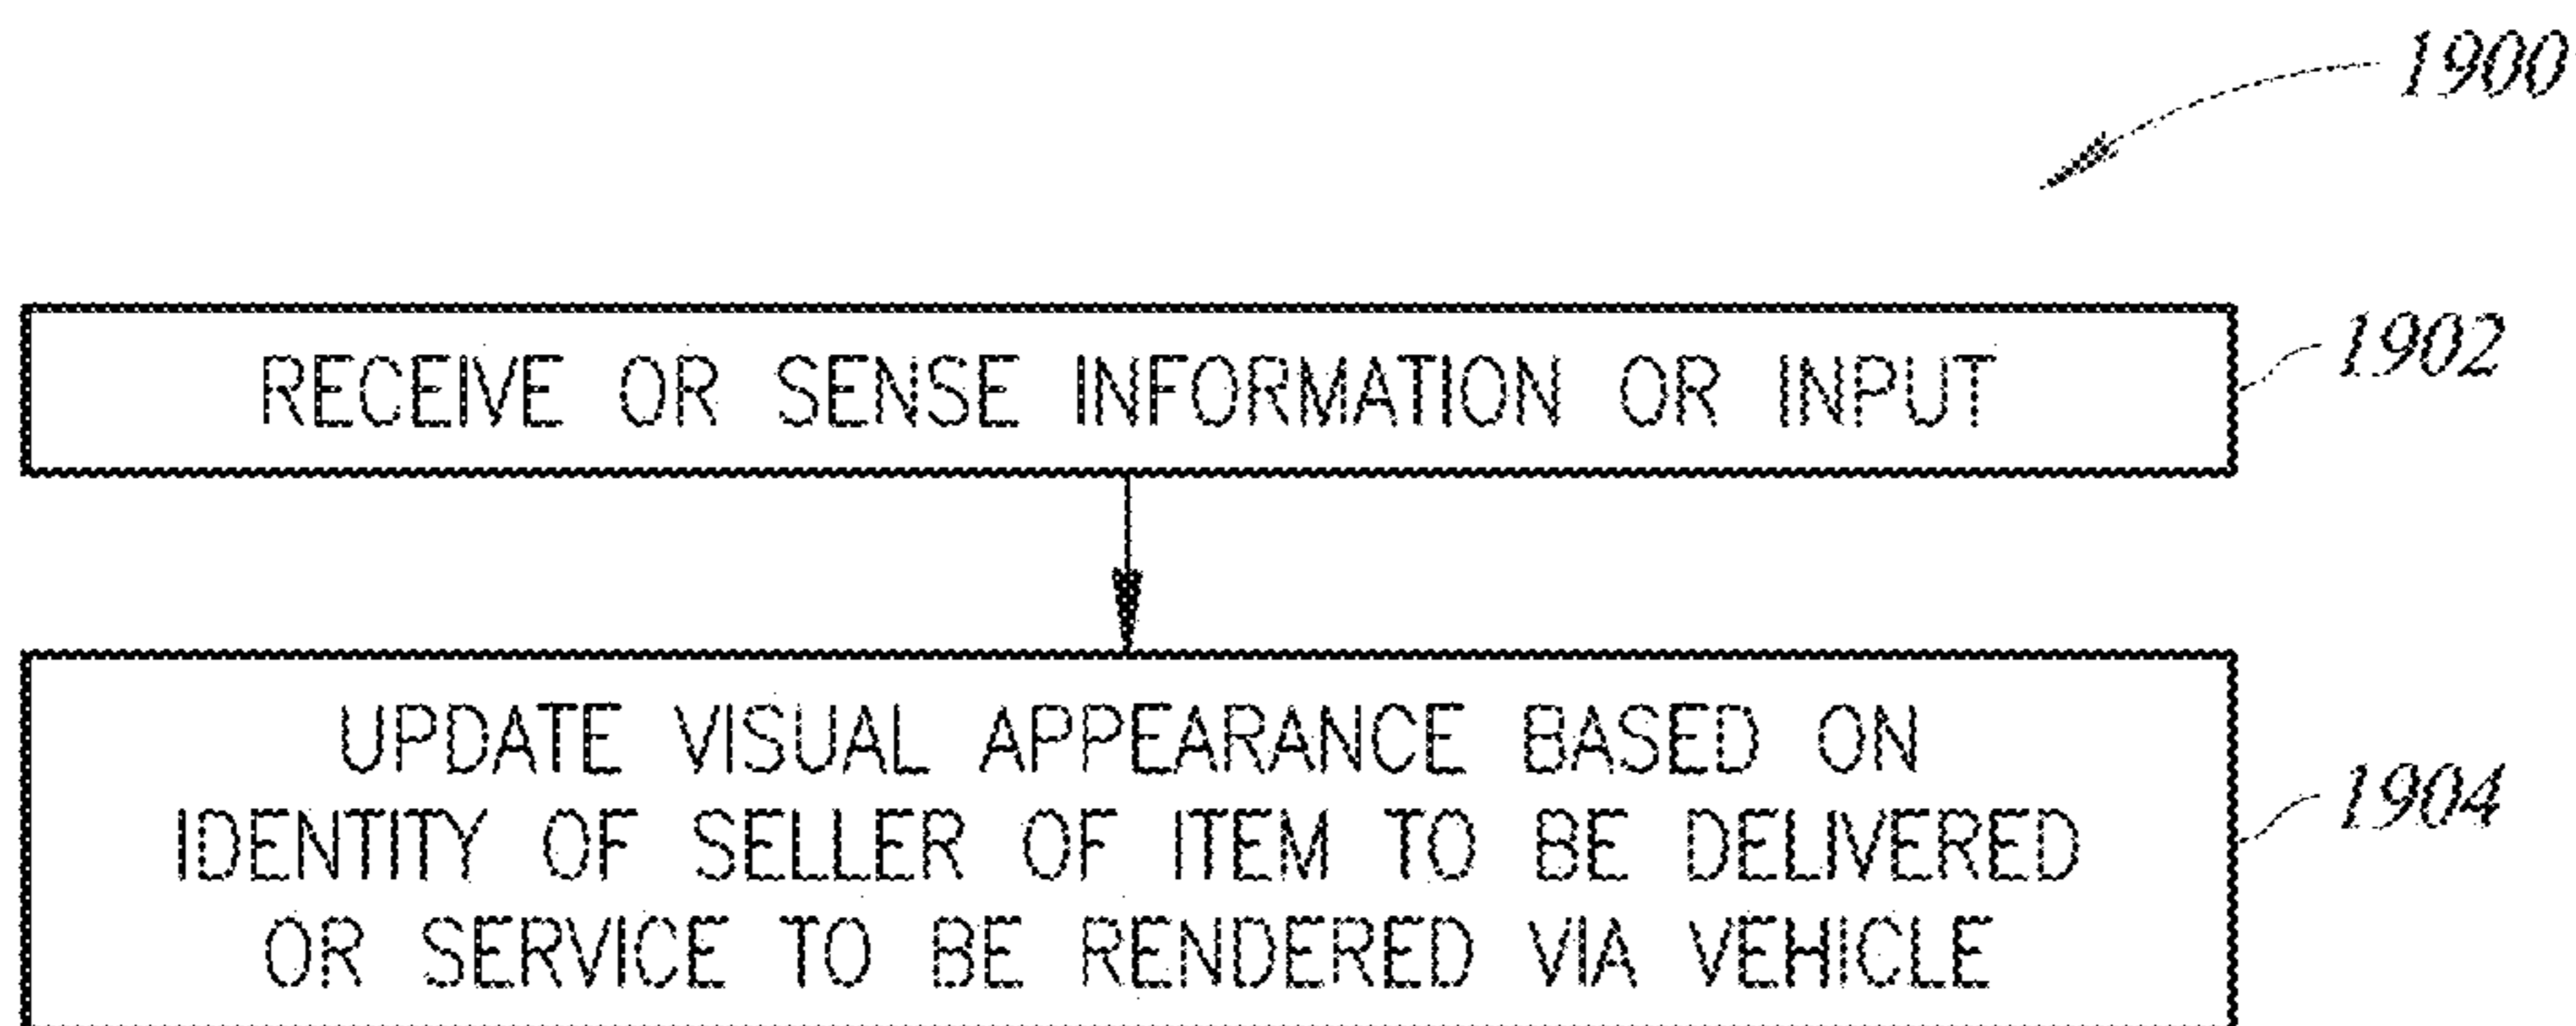 1900
RECEIVE OR SENSE INFORMATION OR INPUT
1902
UPDATE VISUAL APPEARANCE BASED ON
IDENTITY OF SELLER OF ITEM TO BE DELIVERED
OR SERVICE TO BE RENDERED VIA VEHICLE
1904